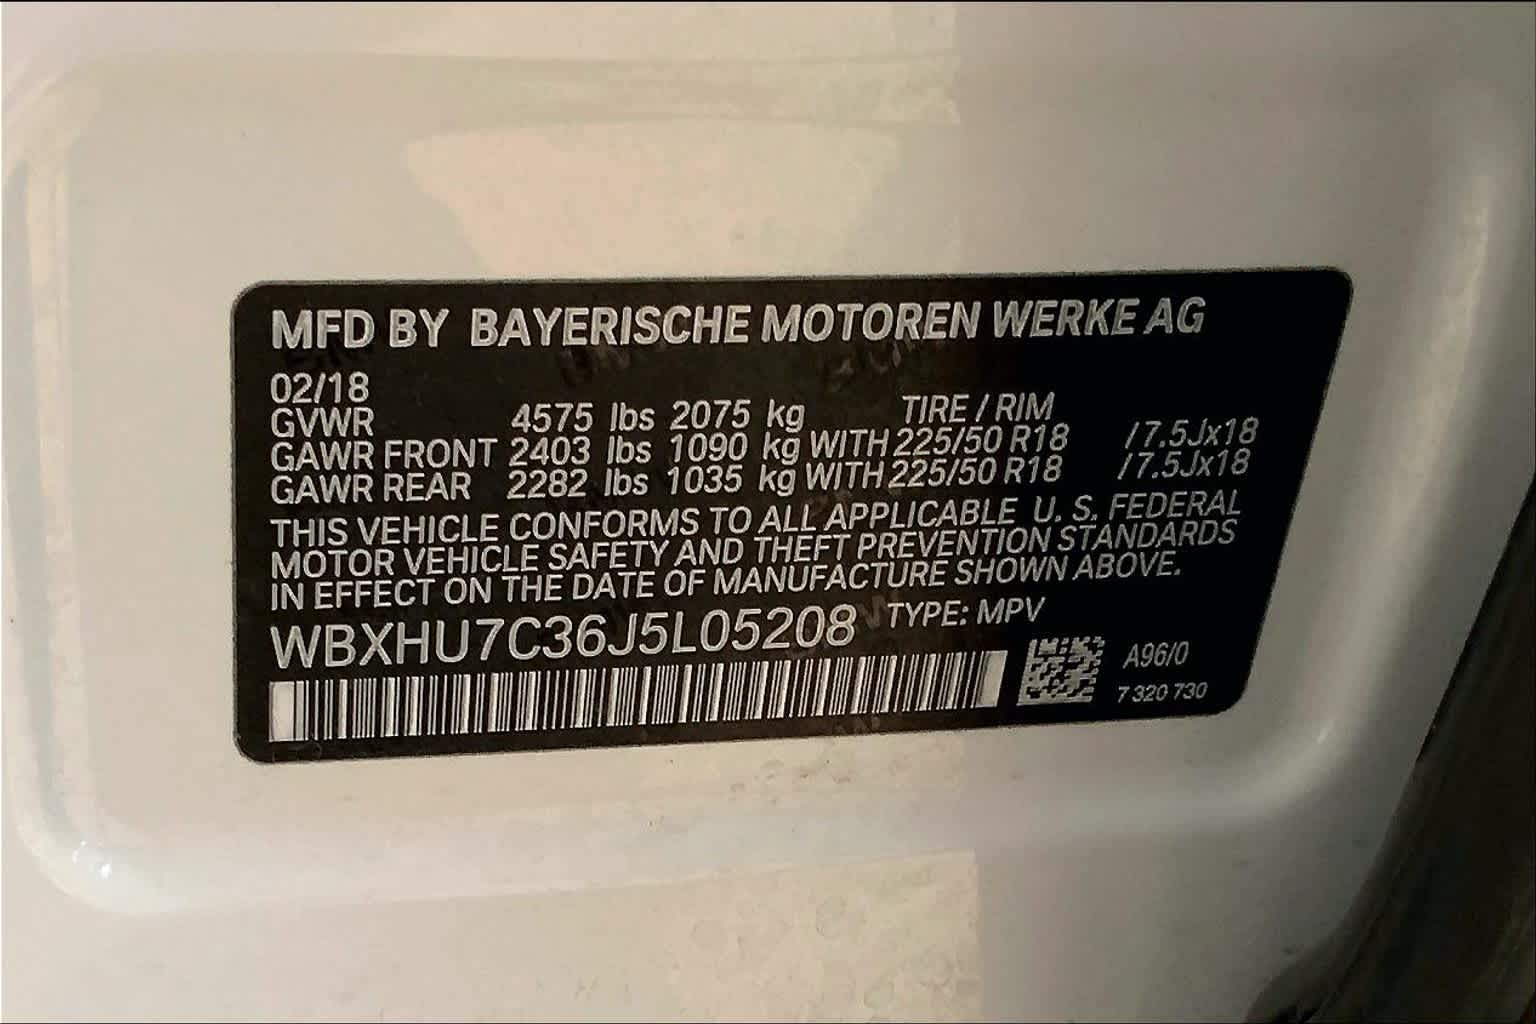 MFD BY BAYERISCHE MOTOREN WERKE AG
02/18
GVWR 4575 lbs 2075 kg TIRE / RIM
GAWR FRONT 2403 lbs 1090 kg WITH 225/50 R18 / 7.5Jx18
GAWR REAR 2282 lbs 1035 kg WITH 225/50 R18 / 7.5Jx18
THIS VEHICLE CONFORMS TO ALL APPLICABLE U. S. FEDERAL
MOTOR VEHICLE SAFETY AND THEFT PREVENTION STANDARDS
IN EFFECT ON THE DATE OF MANUFACTURE SHOWN ABOVE.
WBXHU7C36J5L05208 TYPE: MPV
A96/0
7 320 730